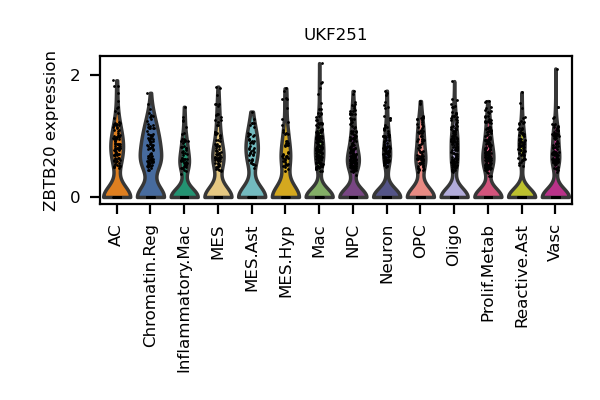 UKF251
ZBTB20 expression
2
0
AC
Chromatin.Reg
Inflammatory.Mac
MES
MES.Ast
MES.Hyp
Mac
NPC
Neuron
OPC
Oligo
Prolif.Metab
Reactive.Ast
Vasc